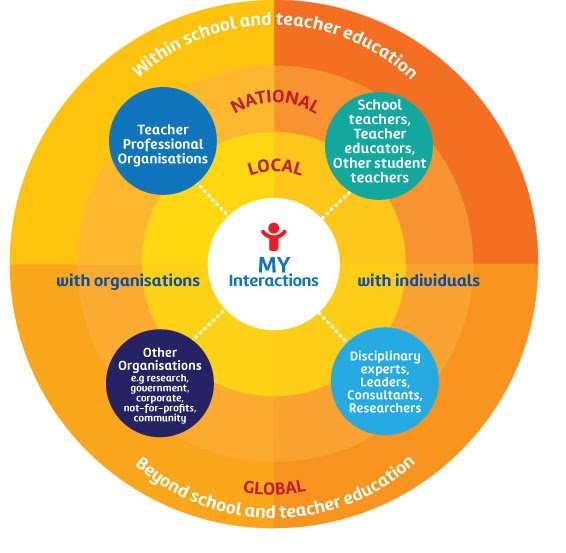 Within school and teacher education
NATIONAL
Teacher
Professional
Organisations
School
teachers,
Teacher
educators,
Other student
teachers
LOCAL
MY
Interactions
with organisations
with individuals
Other
Organisations
e.g research,
government,
corporate,
not-for-profits,
community
Disciplinary
experts,
Leaders,
Consultants,
Researchers
GLOBAL
Beyond school and teacher education